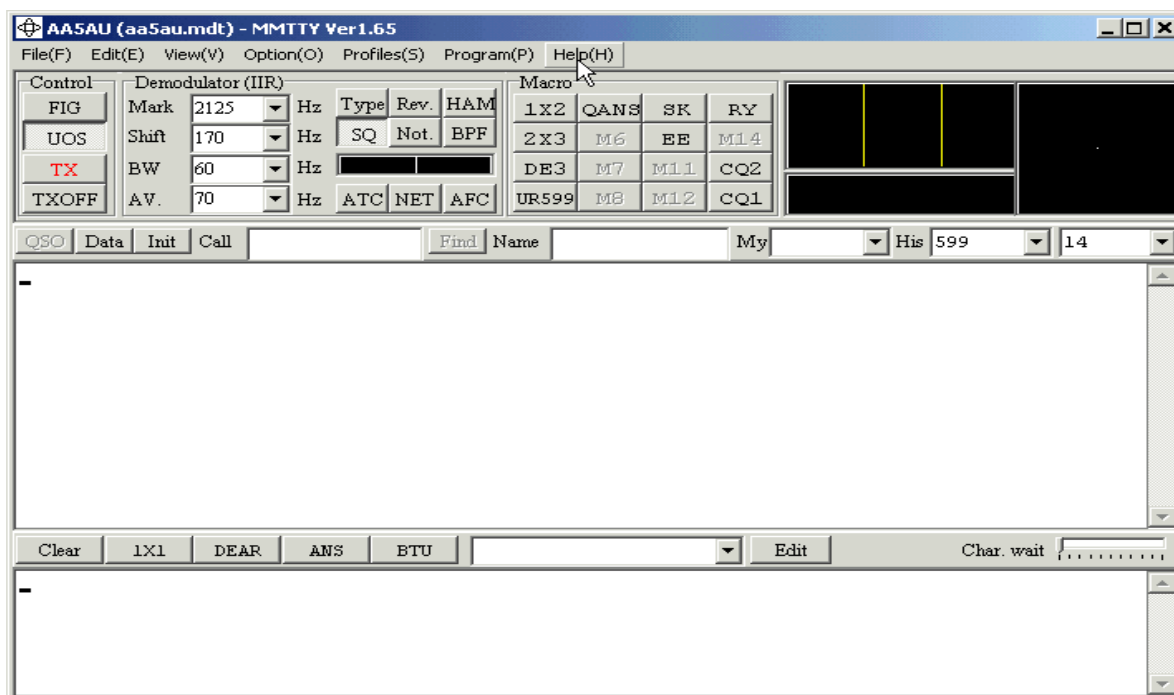 AA5AU (aa5au.mdt) - MMTTY Ver1.65
File(F) Edit(E) View(V) Option(O) Profiles(S) Program(P) Help(H)
Control Demodulator (IIR) Macro
FIG Mark 2125 Hz Type Rev. HAM 1X2 QANS SK RY
UOS Shift 170 Hz SQ Not. BPF 2X3 M6 EE M14
TX BW 60 Hz DE3 M7 M11 CQ2
TXOFF AV. 70 Hz ATC NET AFC UR599 M8 M12 CQ1
QSO Data Init Call Find Name My His 599 14
Clear 1X1 DEAR ANS BTU Edit Char. wait